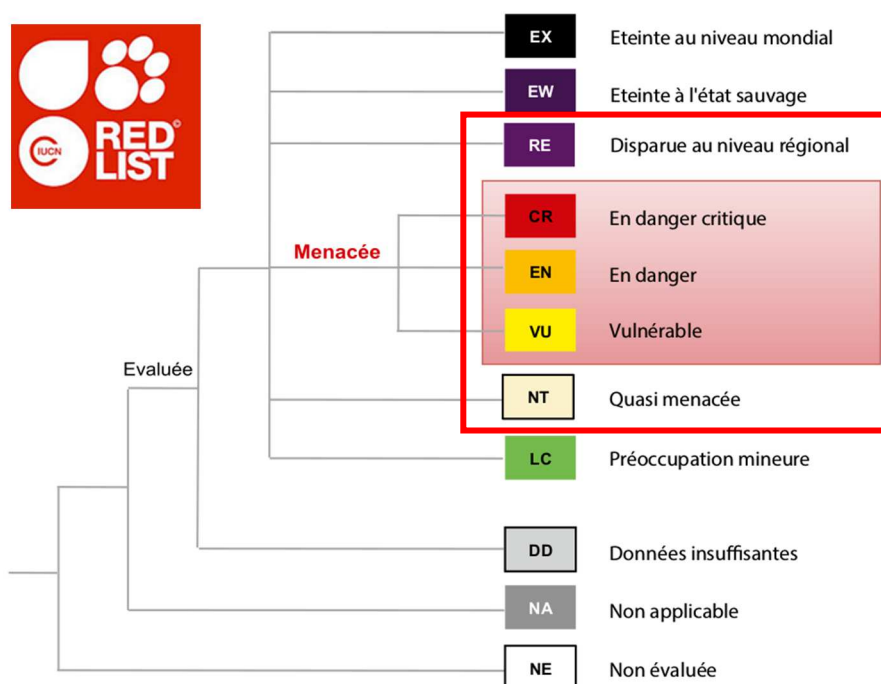 IUCN
RED
LIST
©
EX Eteinte au niveau mondial
EW Eteinte à l'état sauvage
RE Disparue au niveau régional
CR En danger critique
Menacée
EN En danger
VU Vulnérable
Evaluée
NT Quasi menacée
LC Préoccupation mineure
DD Données insuffisantes
NA Non applicable
NE Non évaluée